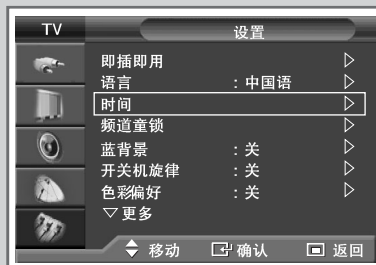 TV 设置
即插即用
语言 : 中国语
时间
频道童锁
蓝背景 : 关
开关机旋律 : 关
色彩偏好 : 关
▽更多
移动 确认 返回